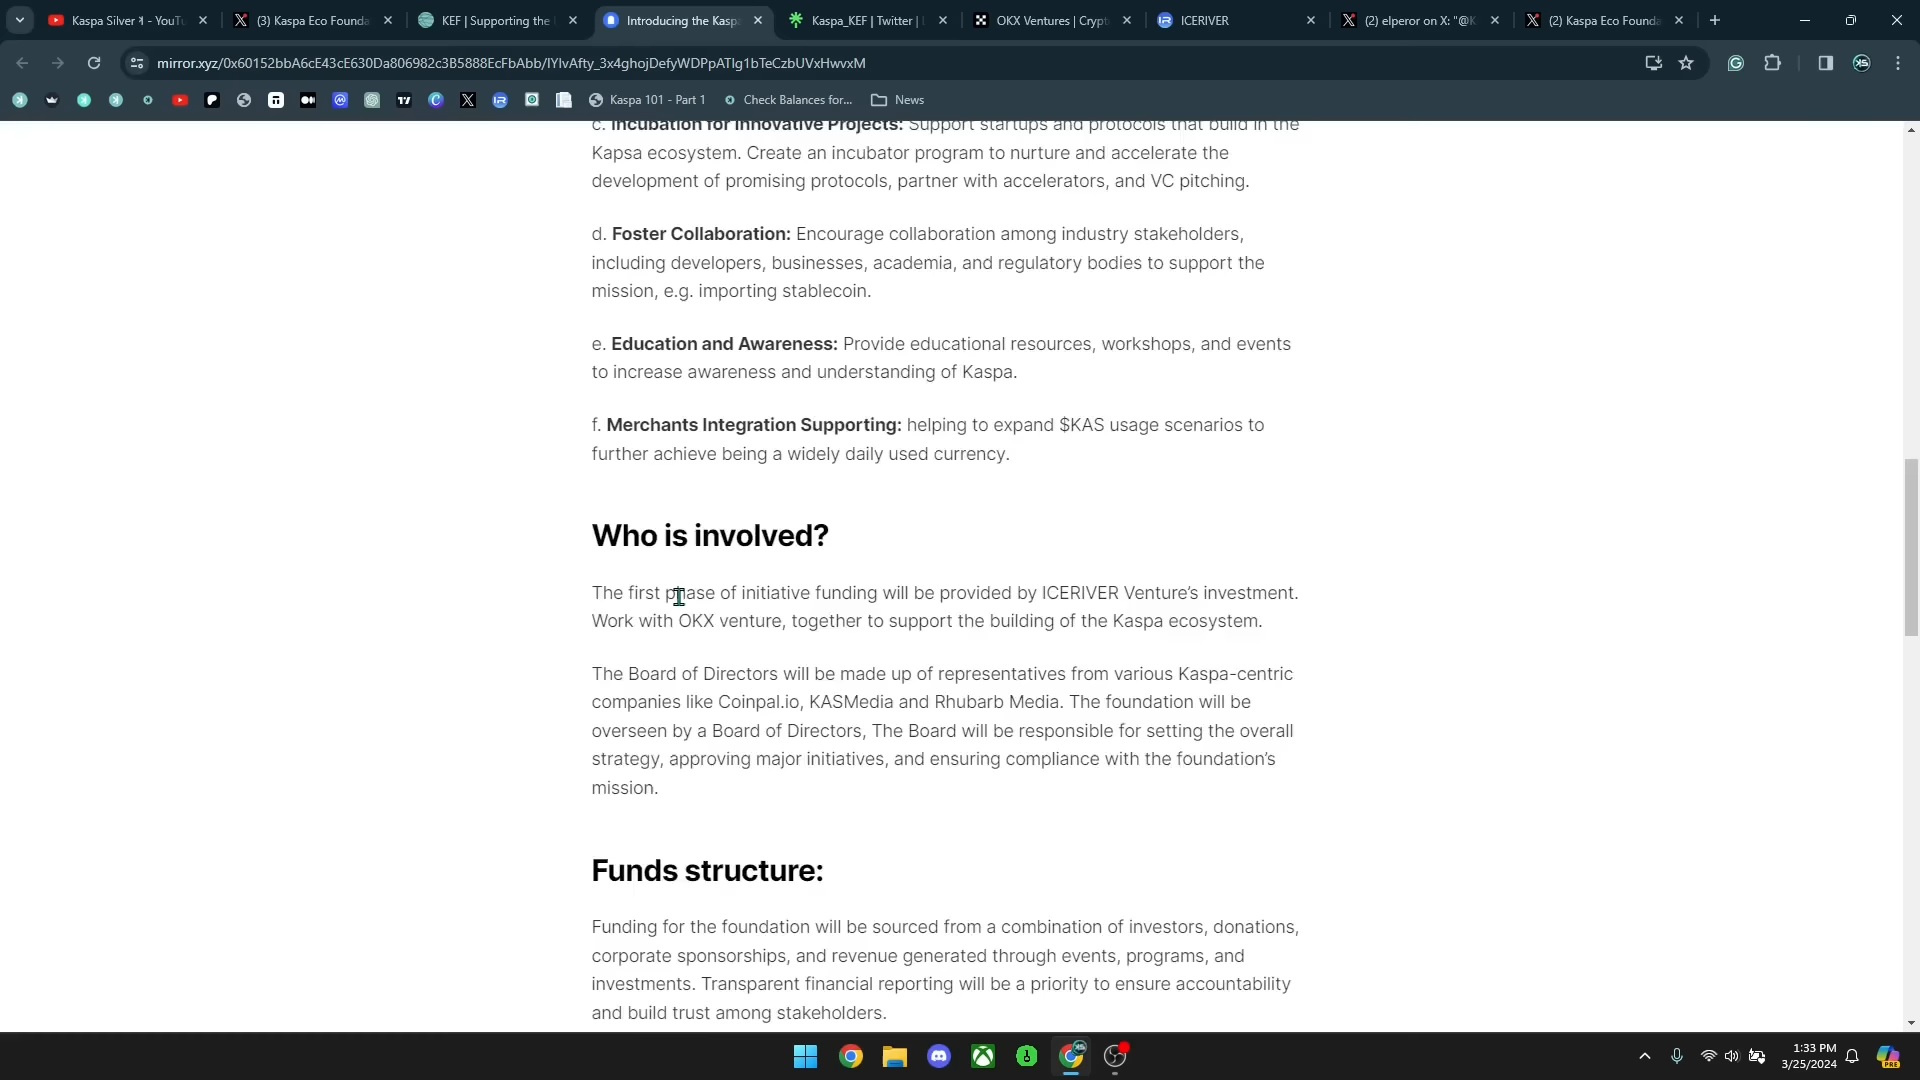 Kaspa Silver
- YouTu
(3) Kaspa Eco Founda
KEF | Supporting the
Introducing the Kaspa
Kaspa_KEF | Twitter |
OKX Ventures | Crypt
ICERIVER
(2) elperor on X: "@K
(2) Kaspa Eco Founda
mirror.xyz/0x60152bbA6cE43cE630Da806982c3B5888EcFbAbb/IYIvAfty_3x4ghojDefyWDPpATIg1bTeCzbUVxHwvxM
Kaspa 101 - Part 1
Check Balances for...
News
c. Incubation for Innovative Projects: Support startups and protocols that build in the
Kapsa ecosystem. Create an incubator program to nurture and accelerate the
development of promising protocols, partner with accelerators, and VC pitching.
d. Foster Collaboration: Encourage collaboration among industry stakeholders,
including developers, businesses, academia, and regulatory bodies to support the
mission, e.g. importing stablecoin.
e. Education and Awareness: Provide educational resources, workshops, and events
to increase awareness and understanding of Kaspa.
f. Merchants Integration Supporting: helping to expand $KAS usage scenarios to
further achieve being a widely daily used currency.
Who is involved?
The first phase of initiative funding will be provided by ICERIVER Venture’s investment.
Work with OKX venture, together to support the building of the Kaspa ecosystem.
The Board of Directors will be made up of representatives from various Kaspa-centric
companies like Coinpal.io, KASMedia and Rhubarb Media. The foundation will be
overseen by a Board of Directors, The Board will be responsible for setting the overall
strategy, approving major initiatives, and ensuring compliance with the foundation’s
mission.
Funds structure:
Funding for the foundation will be sourced from a combination of investors, donations,
corporate sponsorships, and revenue generated through events, programs, and
investments. Transparent financial reporting will be a priority to ensure accountability
and build trust among stakeholders.
1:33 PM
3/25/2024